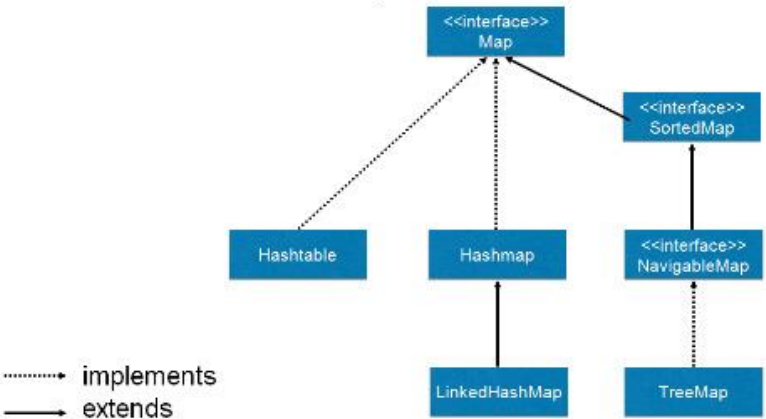 <<interface>>
Map
<<interface>>
SortedMap
Hashtable
Hashmap
<<interface>>
NavigableMap
LinkedHashMap
TreeMap
implements
extends